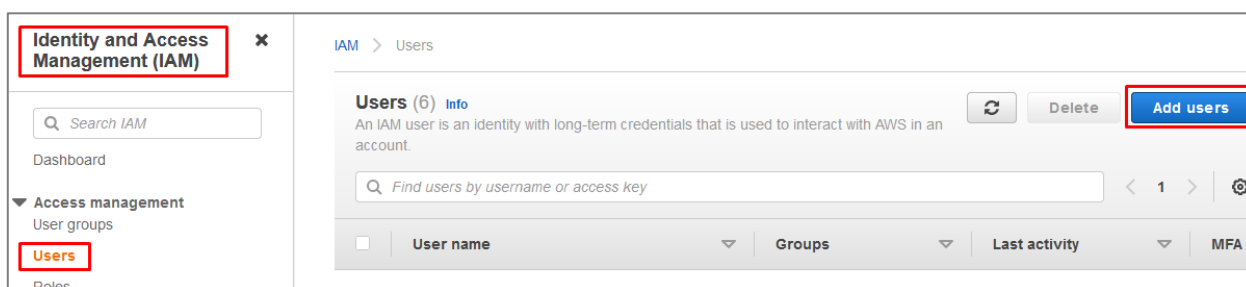 Identity and Access
Management (IAM)
Search IAM
Dashboard
Access management
User groups
Users
Roles
IAM > Users
Users (6) Info
An IAM user is an identity with long-term credentials that is used to interact with AWS in an
account.
Delete
Add users
Find users by username or access key
1
User name
Groups
Last activity
MFA